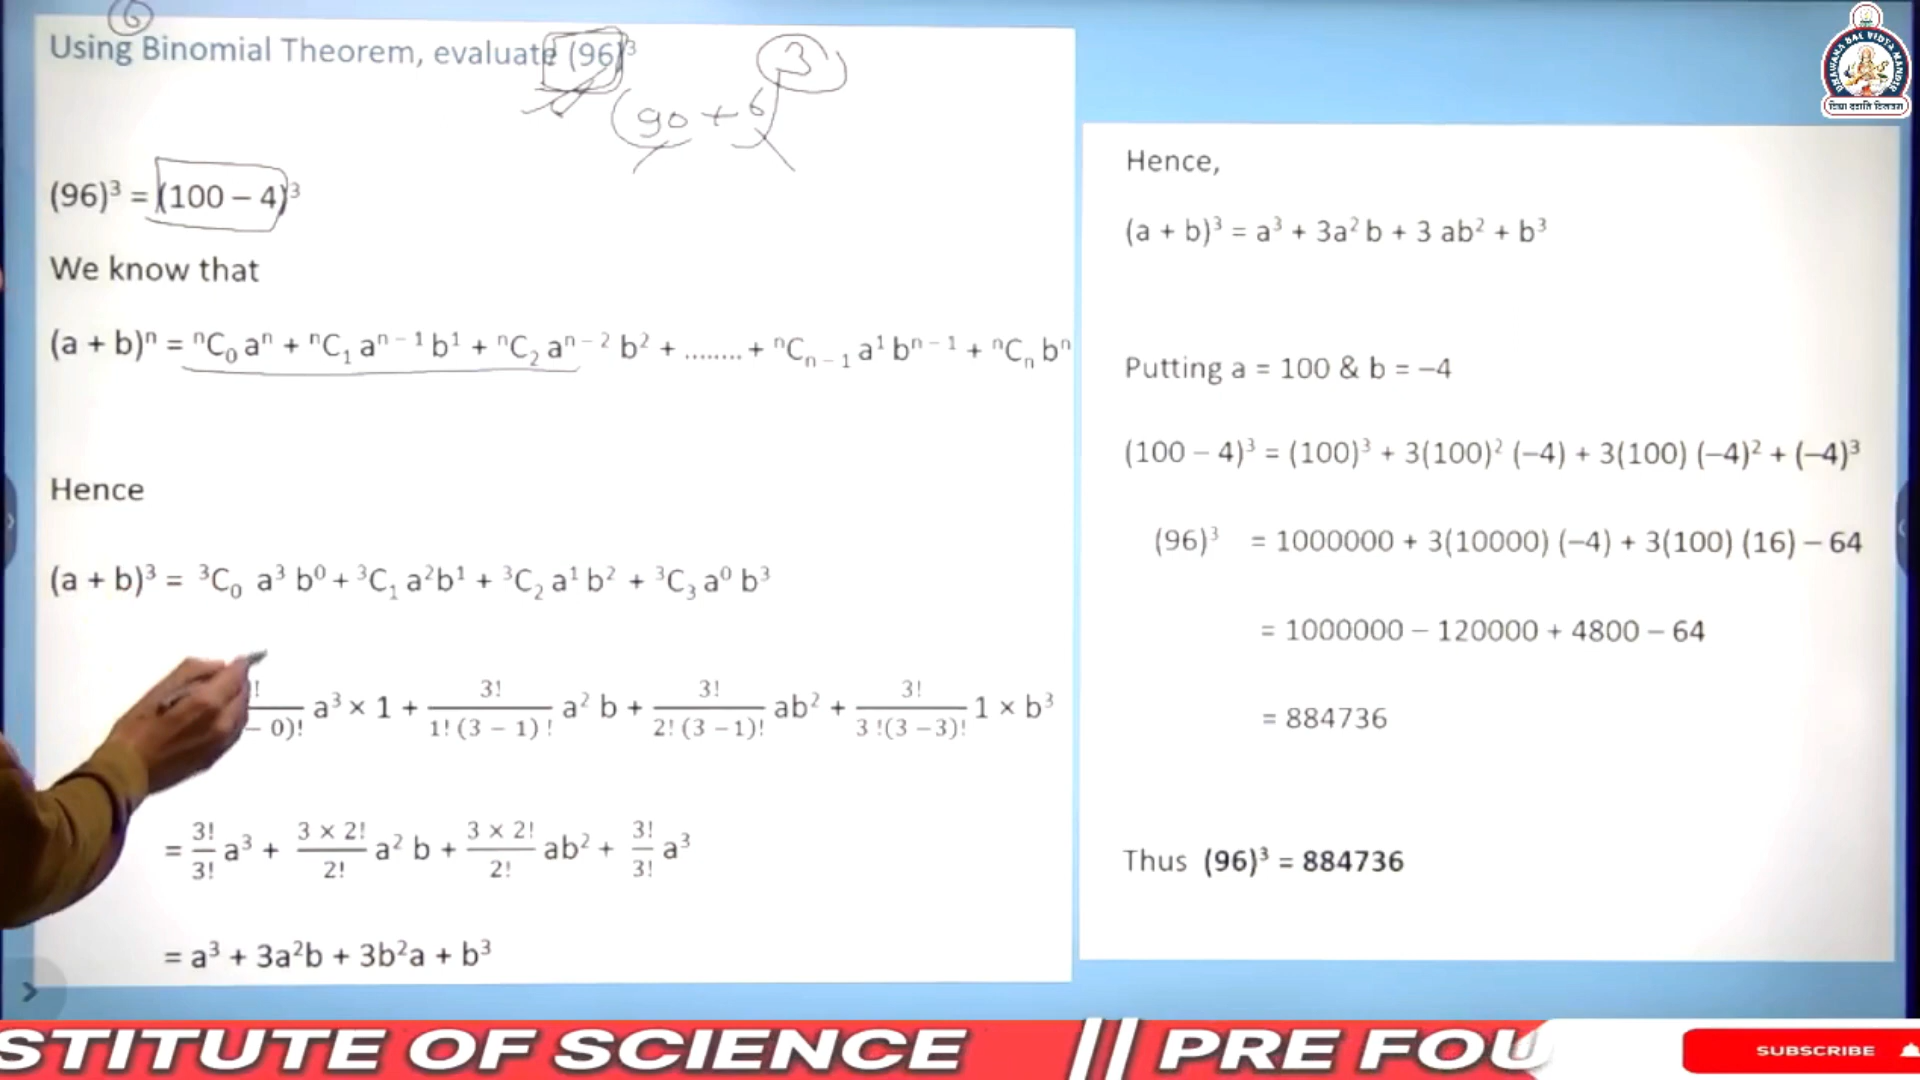 6
Using Binomial Theorem, evaluate (96)³
(90 + 6)³
(96)³ = (100 – 4)³
We know that
(a + b)ⁿ = ⁿC₀ aⁿ + ⁿC₁ aⁿ⁻¹ b¹ + ⁿC₂ aⁿ⁻² b² + ........ + ⁿCₙ₋₁ a¹ bⁿ⁻¹ + ⁿCₙ bⁿ
Hence
(a + b)³ = ³C₀ a³ b⁰ + ³C₁ a²b¹ + ³C₂ a¹ b² + ³C₃ a⁰ b³
!/– 0)! a³ × 1 + 3!/1! (3 – 1) ! a² b + 3!/2! (3 –1)! ab² + 3!/3 !(3 –3)! 1 × b³
= 3!/3! a³ + 3 × 2!/2! a² b + 3 × 2!/2! ab² + 3!/3! a³
= a³ + 3a²b + 3b²a + b³
Hence,
(a + b)³ = a³ + 3a² b + 3 ab² + b³
Putting a = 100 & b = –4
(100 – 4)³ = (100)³ + 3(100)² (–4) + 3(100) (–4)² + (–4)³
(96)³ = 1000000 + 3(10000) (–4) + 3(100) (16) – 64
= 1000000 – 120000 + 4800 – 64
= 884736
Thus (96)³ = 884736
STITUTE OF SCIENCE || PRE FOU
SUBSCRIBE